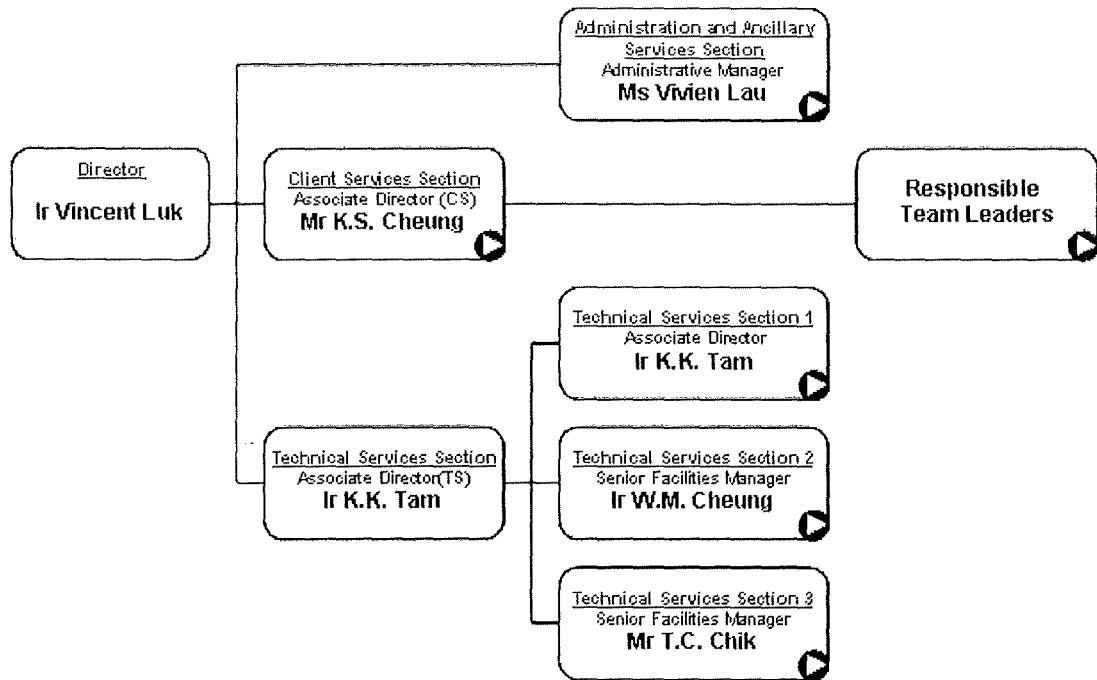 Administration and Ancillary
Services Section
Administrative Manager
Ms Vivien Lau
Director
Ir Vincent Luk
Client Services Section
Associate Director (CS)
Mr K.S. Cheung
Responsible
Team Leaders
Technical Services Section 1
Associate Director
Ir K.K. Tam
Technical Services Section
Associate Director(TS)
Ir K.K. Tam
Technical Services Section 2
Senior Facilities Manager
Ir W.M. Cheung
Technical Services Section 3
Senior Facilities Manager
Mr T.C. Chik